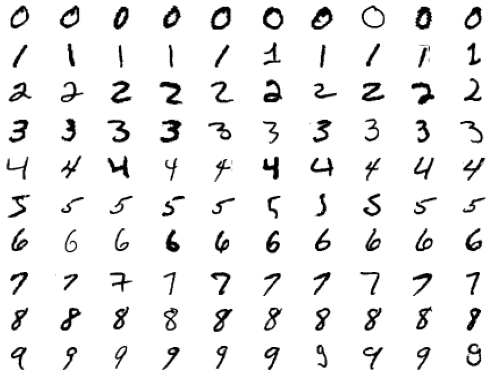 0 0 0 0 0 0 0 0 0 0
1 1 1 1 1 1 1 1 1 1
2 2 2 2 2 2 2 2 2 2
3 3 3 3 3 3 3 3 3 3
4 4 4 4 4 4 4 4 4 4
5 5 5 5 5 5 5 5 5 5
6 6 6 6 6 6 6 6 6 6
7 7 7 7 7 7 7 7 7 7
8 8 8 8 8 8 8 8 8 8
9 9 9 9 9 9 9 9 9 9